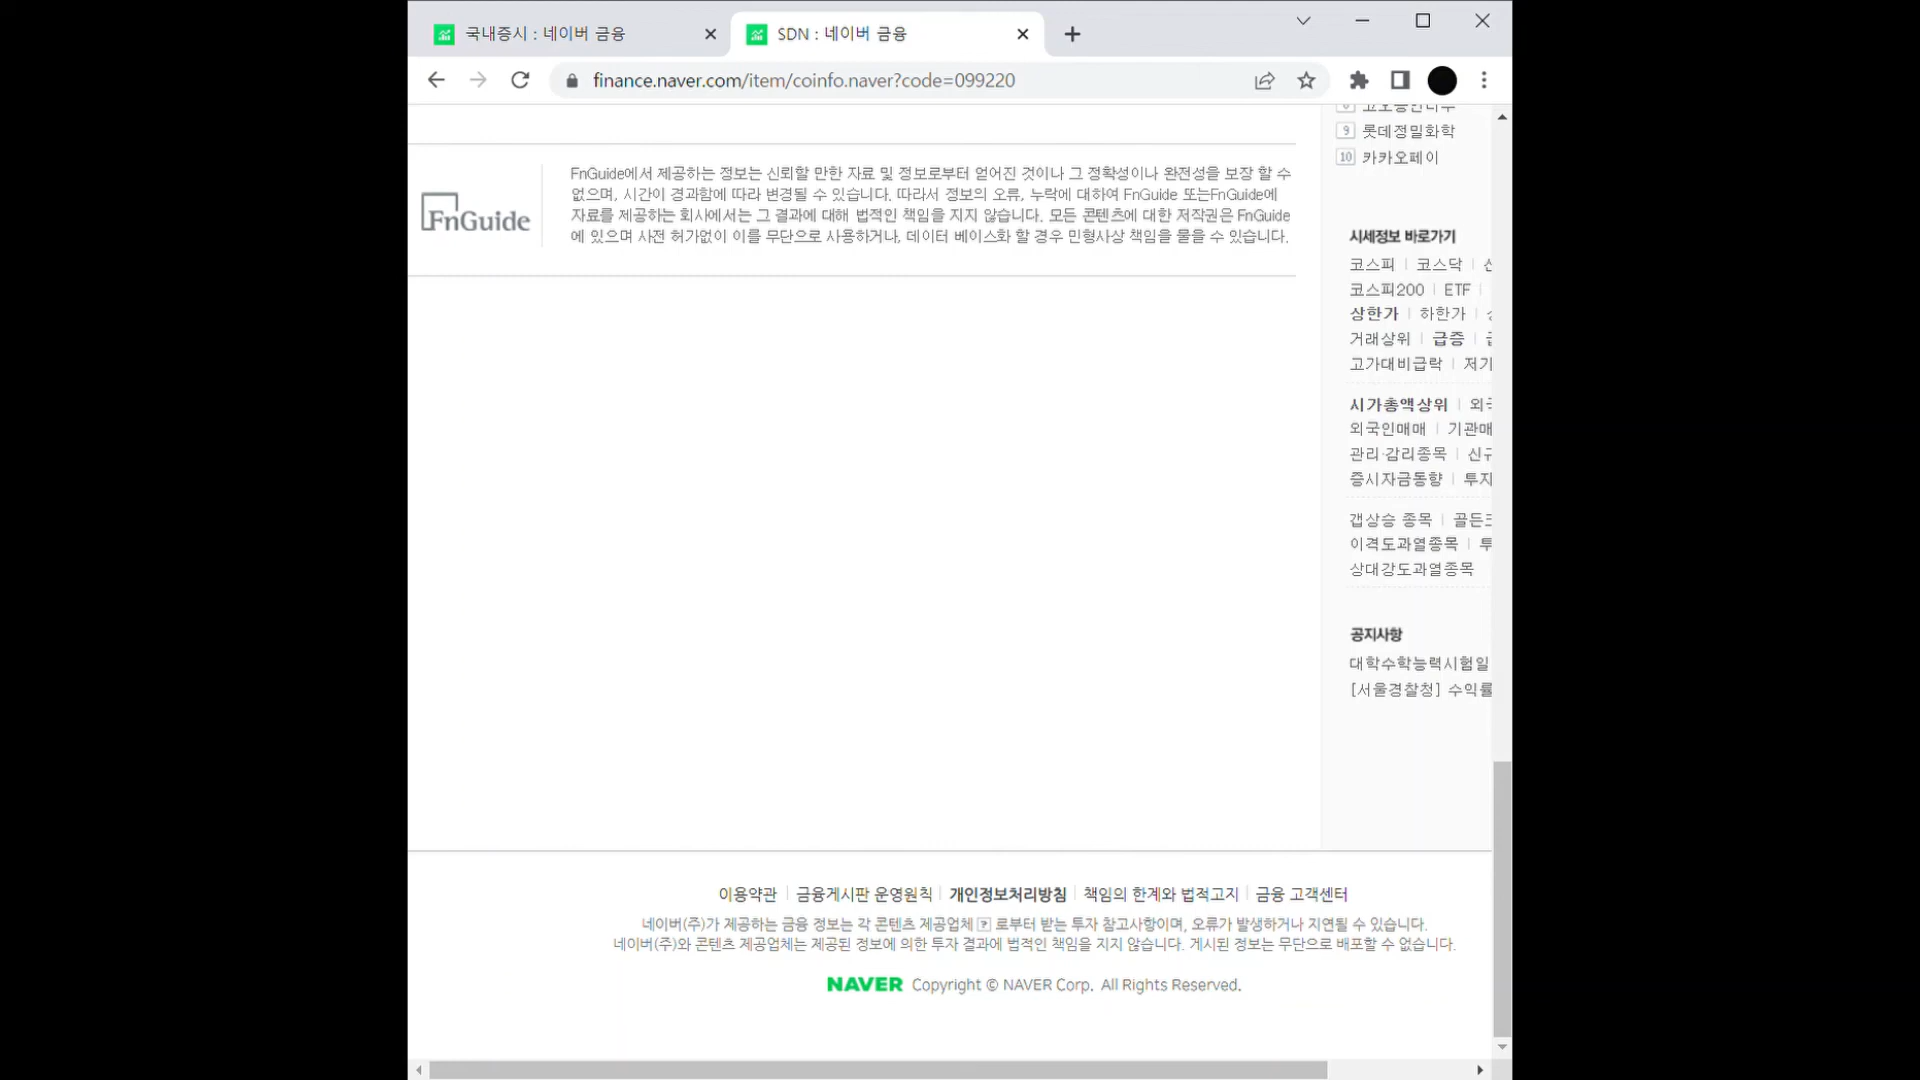 국내증시 : 네이버 금융
SDN : 네이버 금융
finance.naver.com/item/coinfo.naver?code=099220
9 롯데정밀화학
10 카카오페이
FnGuide
FnGuide에서 제공하는 정보는 신뢰할 만한 자료 및 정보로부터 얻어진 것이나 그 정확성이나 완전성을 보장 할 수
없으며, 시간이 경과함에 따라 변경될 수 있습니다. 따라서 정보의 오류, 누락에 대하여 FnGuide 또는FnGuide에
자료를 제공하는 회사에서는 그 결과에 대해 법적인 책임을 지지 않습니다. 모든 콘텐츠에 대한 저작권은 FnGuide
에 있으며 사전 허가없이 이를 무단으로 사용하거나, 데이터 베이스화 할 경우 민형사상 책임을 물을 수 있습니다.
시세정보 바로가기
코스피 | 코스닥
코스피200 | ETF
상한가 | 하한가
거래상위 | 급증
고가대비급락 | 저가
시가총액상위 | 외국
외국인매매 | 기관매
관리·감리종목 | 신규
증시자금동향 | 투자
갭상승 종목 | 골든크
이격도과열종목 | 투
상대강도과열종목
공지사항
대학수학능력시험일
[서울경찰청] 수익률
이용약관 | 금융게시판 운영원칙 | 개인정보처리방침 | 책임의 한계와 법적고지 | 금융 고객센터
네이버(주)가 제공하는 금융 정보는 각 콘텐츠 제공업체 ? 로부터 받는 투자 참고사항이며, 오류가 발생하거나 지연될 수 있습니다.
네이버(주)와 콘텐츠 제공업체는 제공된 정보에 의한 투자 결과에 법적인 책임을 지지 않습니다. 게시된 정보는 무단으로 배포할 수 없습니다.
NAVER Copyright © NAVER Corp. All Rights Reserved.